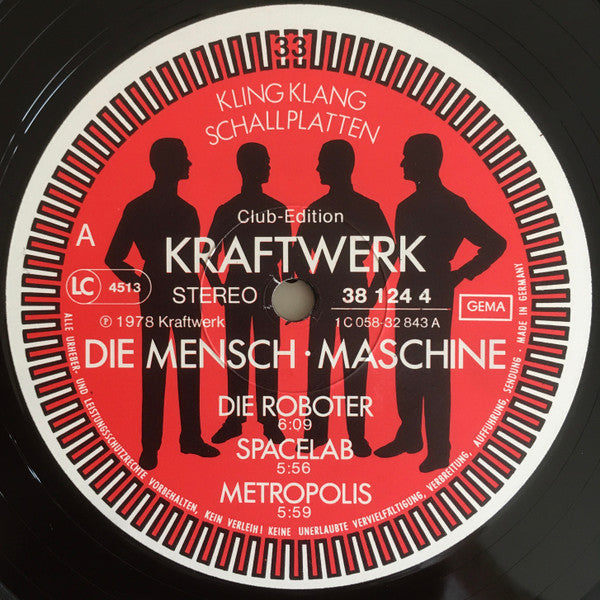 33
KLING KLANG
SCHALLPLATTEN
Club-Edition
A
KRAFTWERK
LC 4513
STEREO
38 124 4
GEMA
℗ 1978 Kraftwerk
1C 058-32 843 A
DIE MENSCH · MASCHINE
DIE ROBOTER
6:09
SPACELAB
5:56
METROPOLIS
5:59
ALLE URHEBER- UND LEISTUNGSSCHUTZRECHTE VORBEHALTEN. KEIN VERLEIH! KEINE UNERLAUBTE VERVIELFÄLTIGUNG, VERBREITUNG, AUFFÜHRUNG, SENDUNG · MADE IN GERMANY